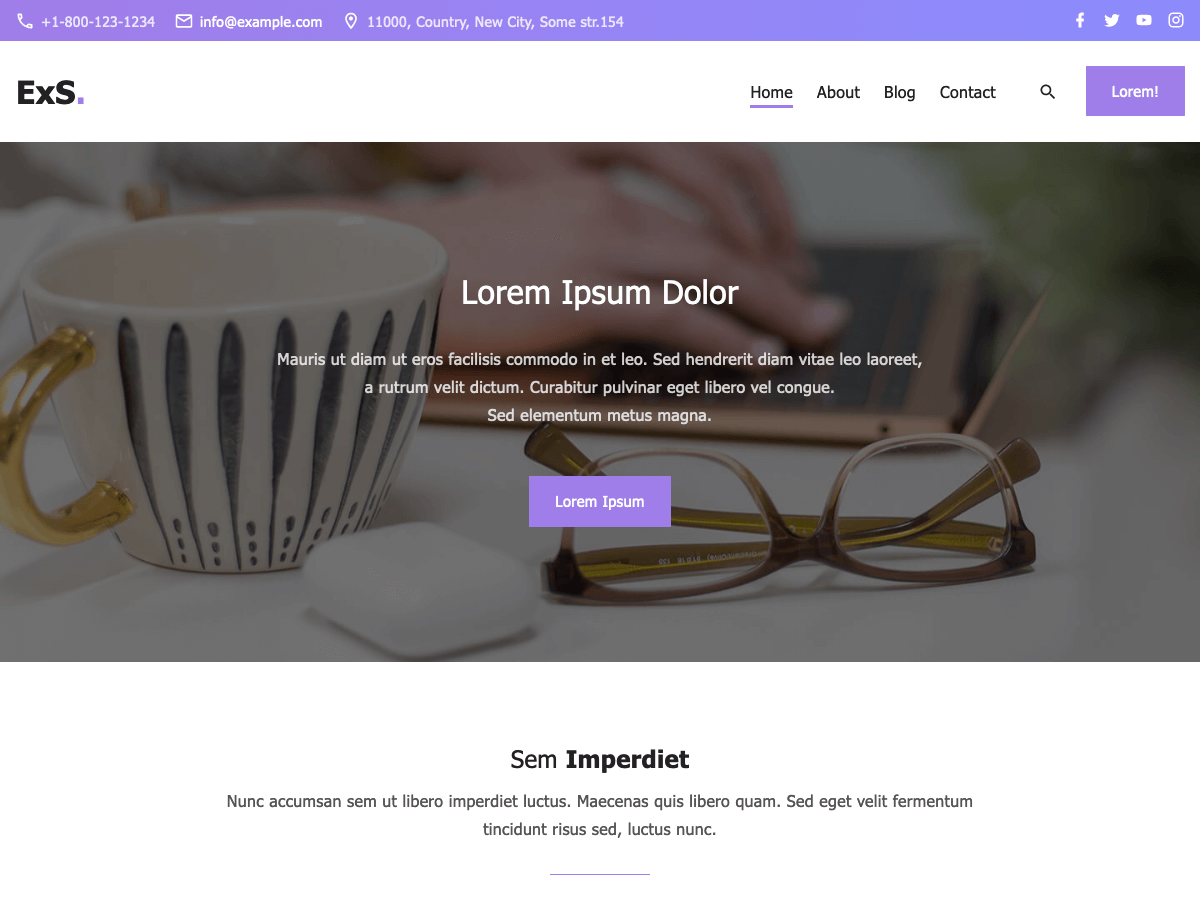 +1-800-123-1234 info@example.com 11000, Country, New City, Some str.154
ExS.
Home About Blog Contact Lorem!
Lorem Ipsum Dolor
Mauris ut diam ut eros facilisis commodo in et leo. Sed hendrerit diam vitae leo laoreet,
a rutrum velit dictum. Curabitur pulvinar eget libero vel congue.
Sed elementum metus magna.
Lorem Ipsum
Sem Imperdiet
Nunc accumsan sem ut libero imperdiet luctus. Maecenas quis libero quam. Sed eget velit fermentum
tincidunt risus sed, luctus nunc.